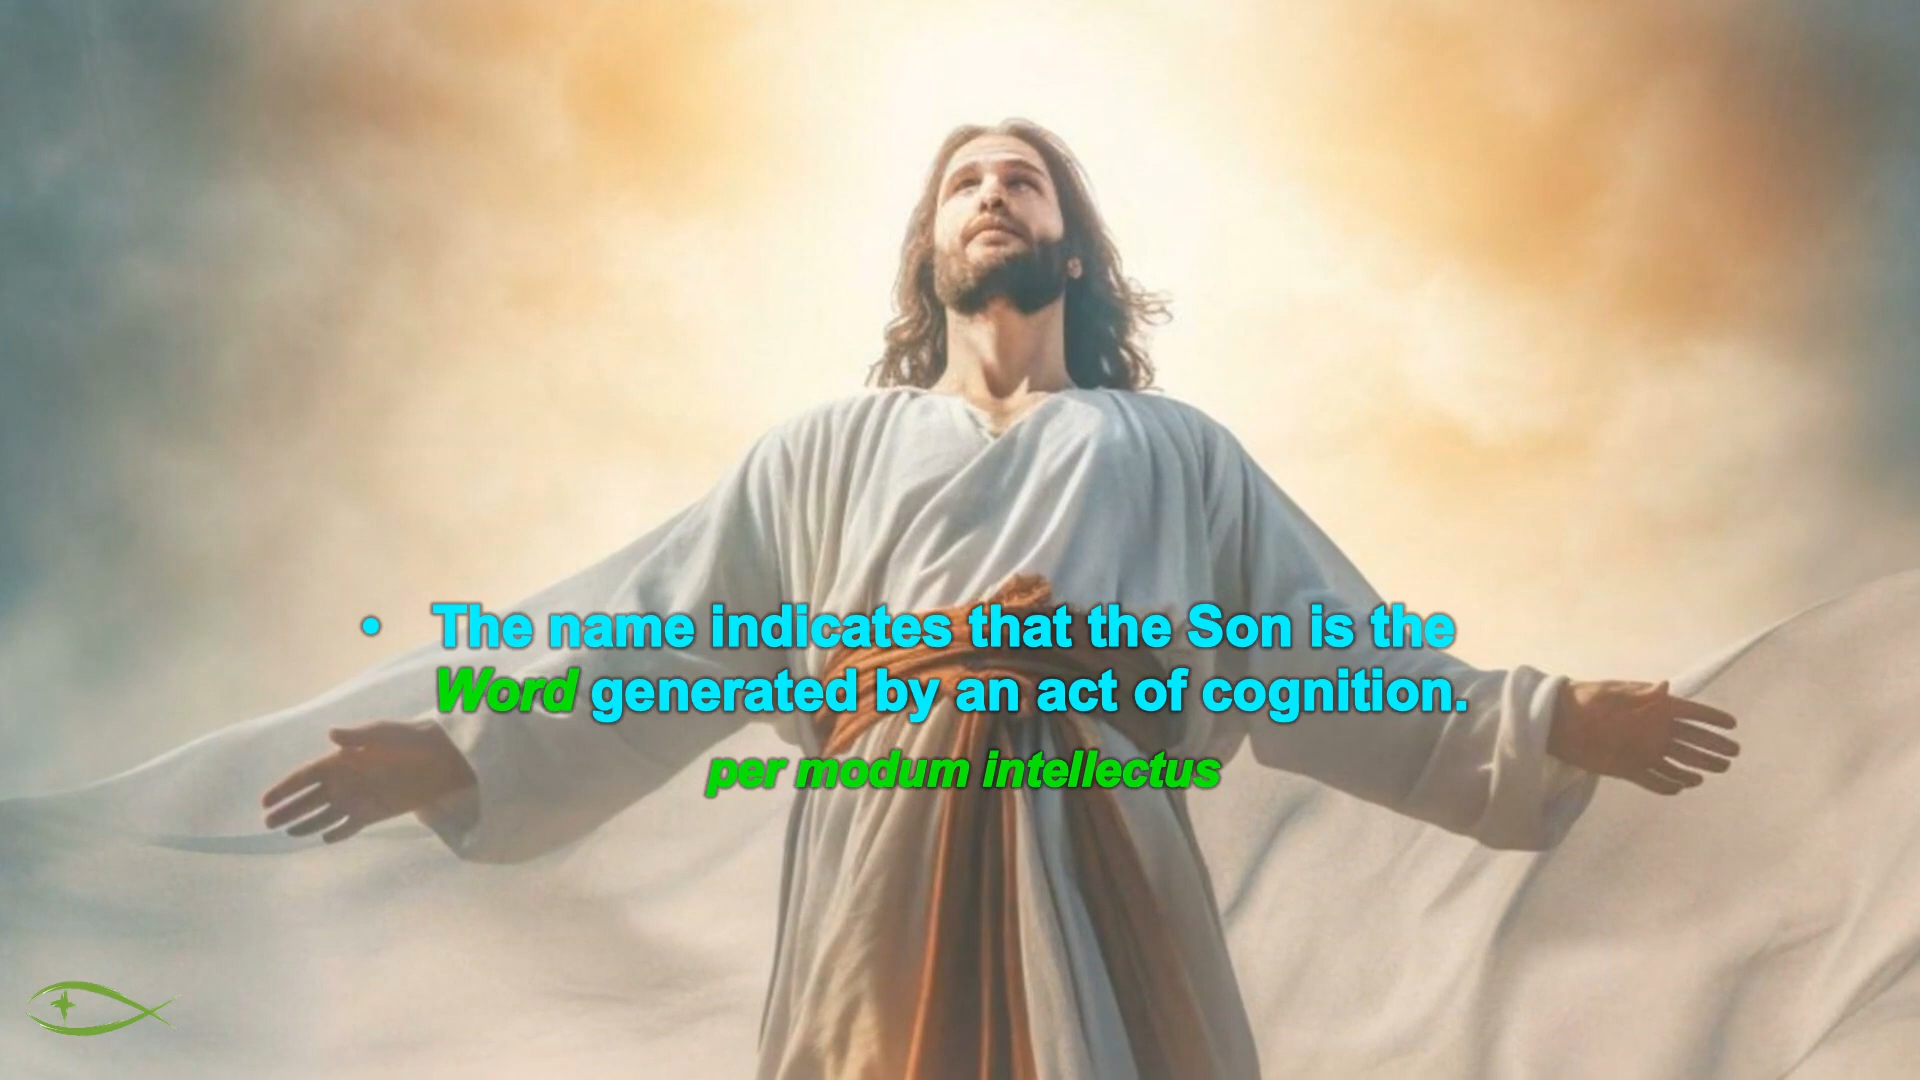 • The name indicates that the Son is the
Word generated by an act of cognition.
per modum intellectus